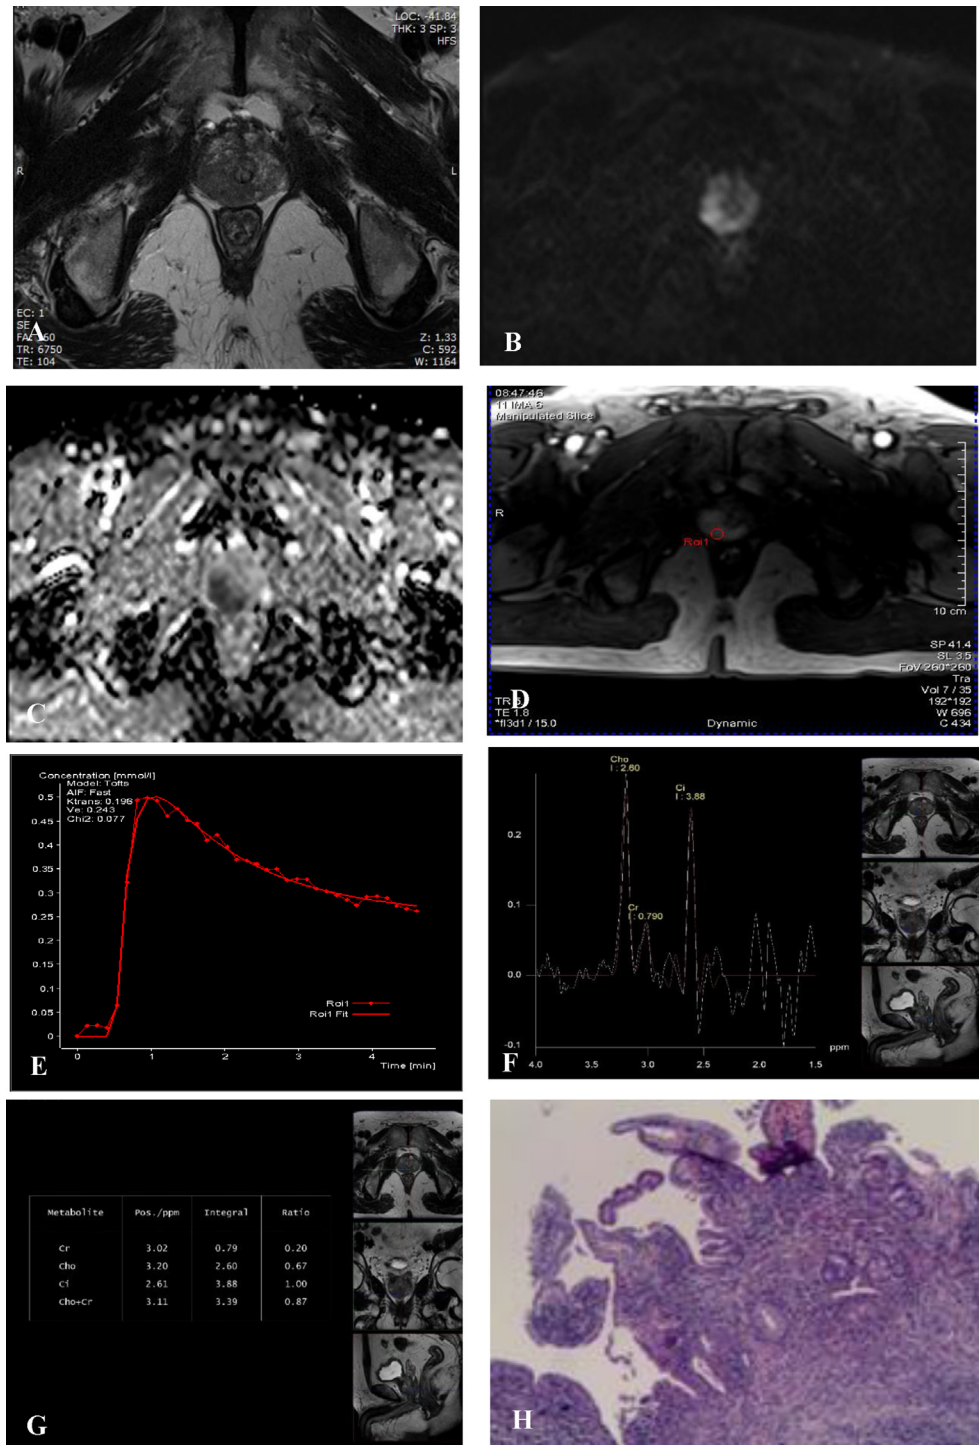 LOC: -41.84
THK: 3 SP: 3
HFS
R
L
EC: 1
SE
FA: 160
TR: 6750
TE: 104
Z: 1.33
C: 592
W: 1164
A
B
C
08:47:46
11 IMA 6
Manipulated Slice
R
Roi1
10 cm
SP 41.4
SL 3.5
FoV 260*260
Tra
Vol 7 / 35
192*192
W 696
C 434
TE 1.8
*fl3d1 / 15.0
Dynamic
D
Concentration [mmol/l]
Model: Tofts
AIF: Fast
Ktrans: 0.198
Ve: 0.243
Chi2: 0.077
0.5
0.45
0.4
0.35
0.3
0.25
0.2
0.15
0.1
0.05
0
0 1 2 3 4
Time [min]
Roi1
Roi1 Fit
E
Cho
I : 2.60
Ci
I : 3.88
Cr
: 0.790
0.2
0.1
0.0
-0.1
4.0 3.5 3.0 2.5 2.0 1.5
ppm
F
Metabolite Pos./ppm Integral Ratio
Cr 3.02 0.79 0.20
Cho 3.20 2.60 0.67
Ci 2.61 3.88 1.00
Cho+Cr 3.11 3.39 0.87
G
H